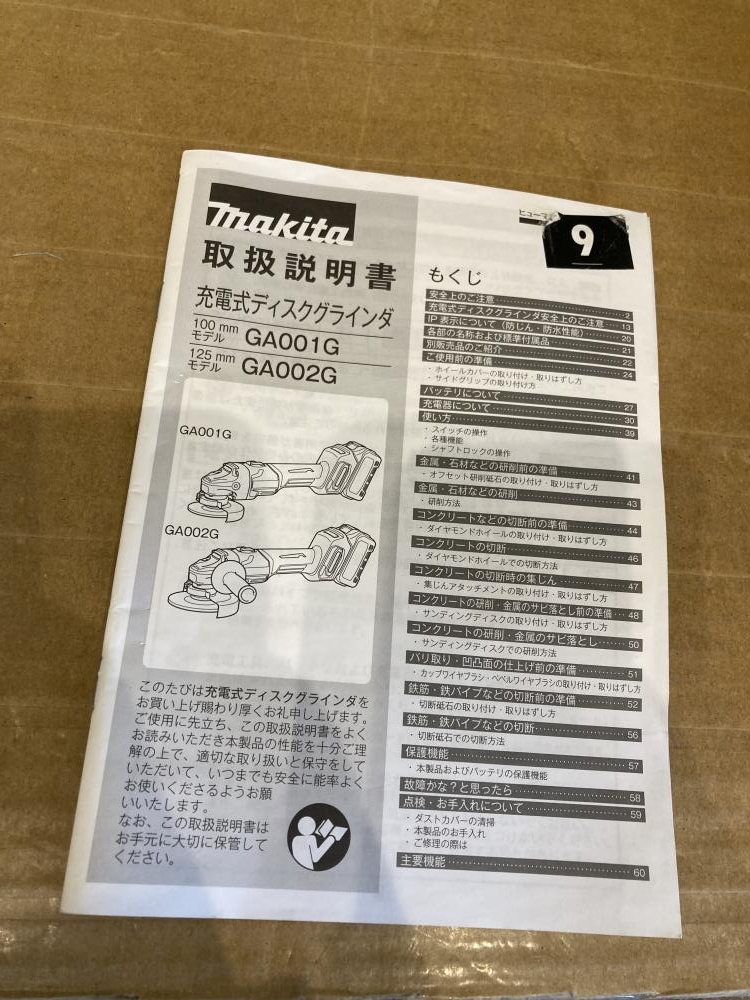 makita
取扱説明書
充電式ディスクグラインダ
100 mm モデル GA001G
125 mm モデル GA002G
GA001G
GA002G
このたびは充電式ディスクグラインダを
お買い上げ賜わり厚くお礼申し上げます。
ご使用に先立ち、この取扱説明書をよく
お読みいただき本製品の性能を十分ご理
解の上で、適切な取り扱いと保守をして
いただいて、いつまでも安全に能率よく
お使いくださるようお願
いいたします。
なお、この取扱説明書は
お手元に大切に保管して
ください。
9
もくじ
安全上のご注意 2
充電式ディスクグラインダ安全上のご注意 13
IP 表示について（防じん・防水性能） 20
各部の名称および標準付属品 21
別販売品のご紹介 22
ご使用前の準備 24
・ホイールカバーの取り付け・取りはずし方
・サイドグリップの取り付け方
バッテリについて 27
充電器について 30
使い方 39
・スイッチの操作
・各種機能
・シャフトロックの操作
金属・石材などの研削前の準備 41
・オフセット研削砥石の取り付け・取りはずし方
金属・石材などの研削 43
・研削方法
コンクリートなどの切断前の準備 44
・ダイヤモンドホイールの取り付け・取りはずし方
コンクリートの切断 46
・ダイヤモンドホイールでの切断方法
コンクリートの切断時の集じん 47
・集じんアタッチメントの取り付け・取りはずし方
コンクリートの研削・金属のサビ落とし前の準備 48
・サンディングディスクの取り付け・取りはずし方
コンクリートの研削・金属のサビ落とし 50
・サンディングディスクでの研削方法
バリ取り・凹凸面の仕上げ前の準備 51
・カップワイヤブラシ・ベベルワイヤブラシの取り付け・取りはずし方
鉄筋・鉄パイプなどの切断前の準備 52
・切断砥石の取り付け・取りはずし方
鉄筋・鉄パイプなどの切断 56
・切断砥石での切断方法
保護機能 57
・本製品およびバッテリの保護機能
故障かな？と思ったら 58
点検・お手入れについて 59
・ダストカバーの清掃
・本製品のお手入れ
・ご修理の際は
主要機能 60